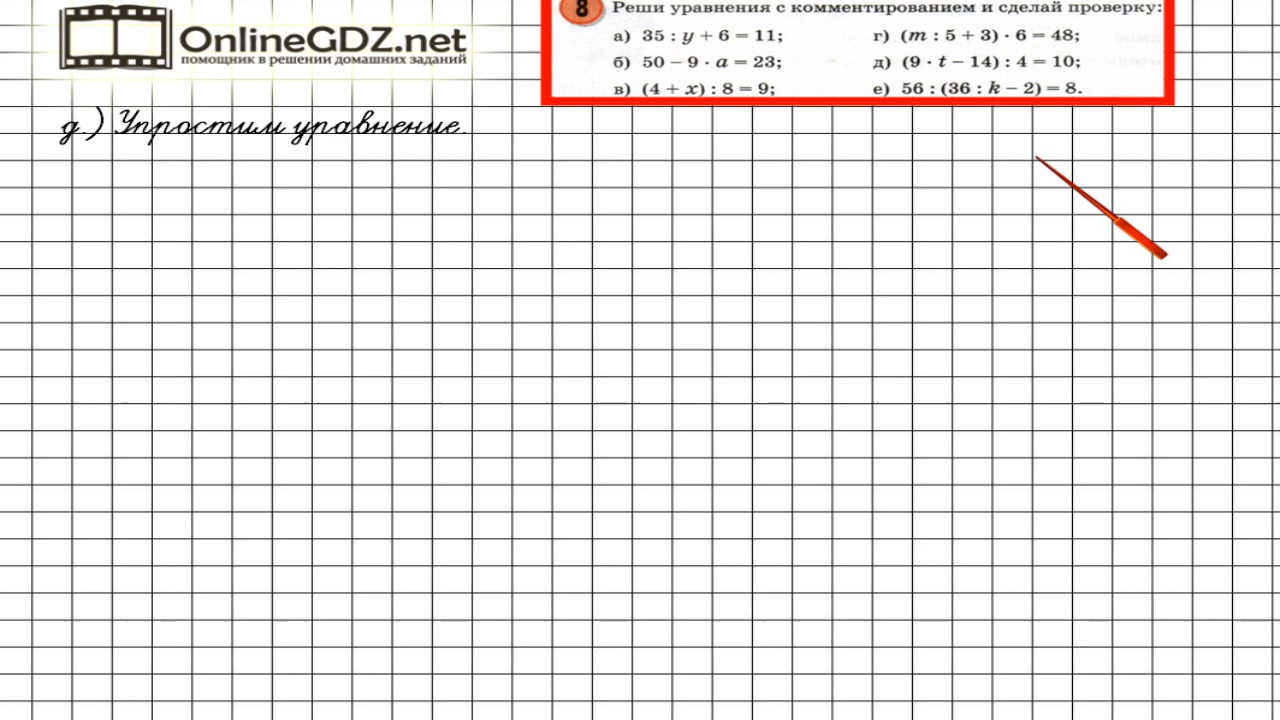 OnlineGDZ.net
помощник в решении домашних заданий
8 Реши уравнения с комментированием и сделай проверку:
а) 35 : y + 6 = 11;
б) 50 − 9 · a = 23;
в) (4 + x) : 8 = 9;
г) (m : 5 + 3) · 6 = 48;
д) (9 · t − 14) : 4 = 10;
е) 56 : (36 : k − 2) = 8.
д.) Упростим уравнение.